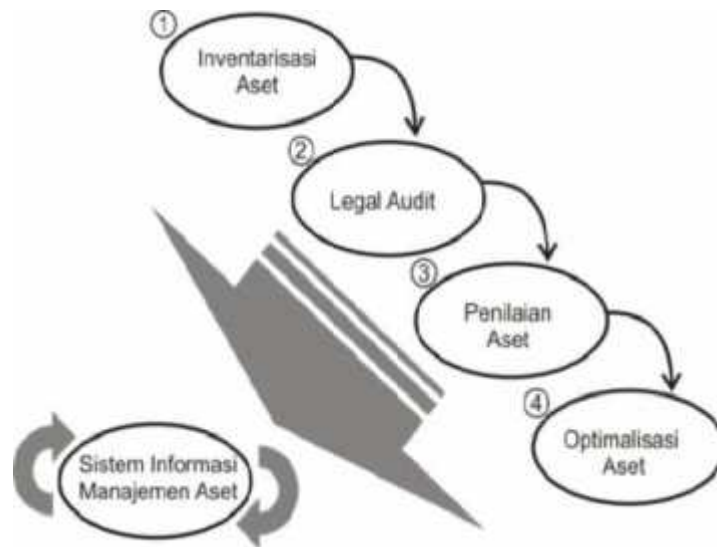 ①
Inventarisasi
Aset
②
Legal Audit
③
Penilaian
Aset
④
Optimalisasi
Aset
Sistem Informasi
Manajemen Aset